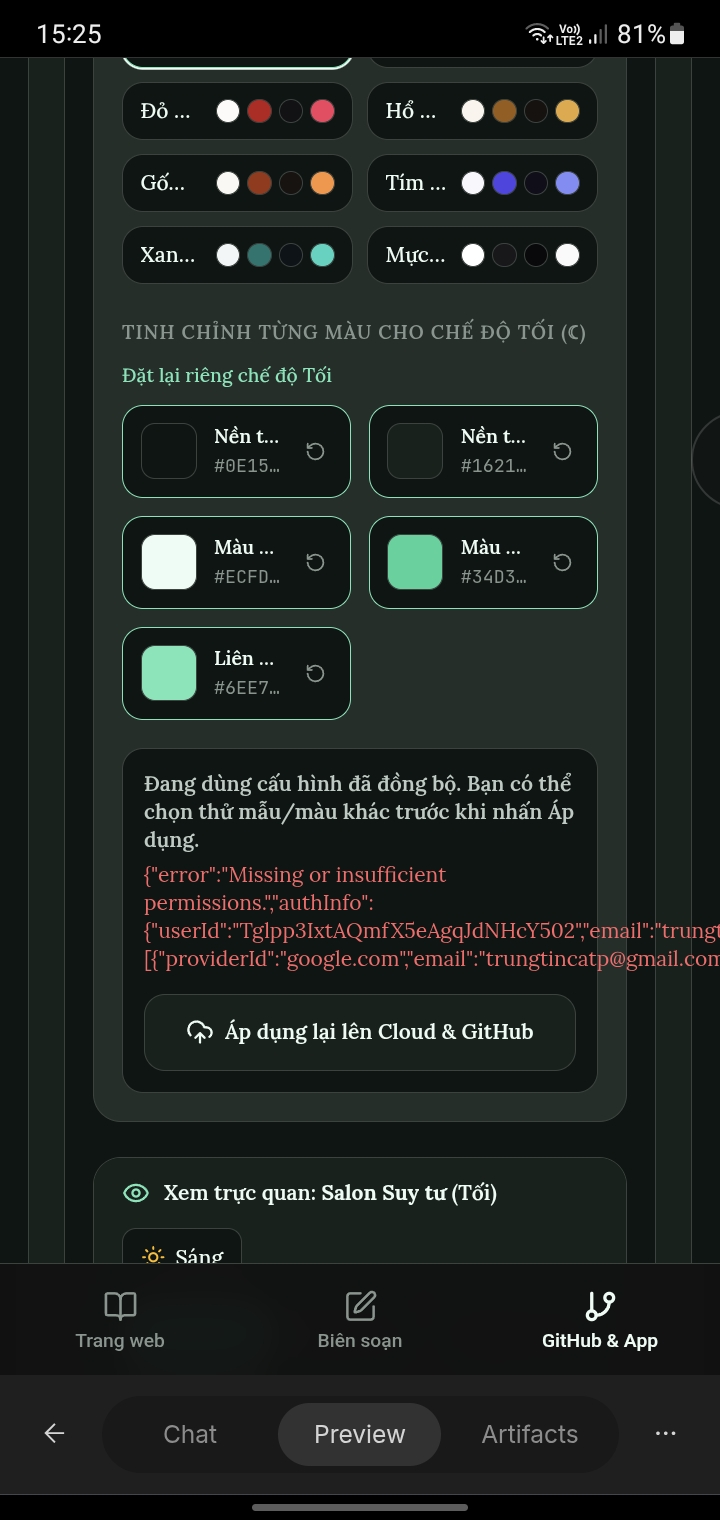 15:25
Vo)) LTE2 81%
Đỏ ...
Hổ ...
Gố...
Tím ...
Xan...
Mực...
TINH CHỈNH TỪNG MÀU CHO CHẾ ĐỘ TỐI (☾)
Đặt lại riêng chế độ Tối
Nền t...
#0E15...
Nền t...
#1621...
Màu ...
#ECFD...
Màu ...
#34D3...
Liên ...
#6EE7...
Đang dùng cấu hình đã đồng bộ. Bạn có thể
chọn thử mẫu/màu khác trước khi nhấn Áp
dụng.
{"error":"Missing or insufficient
permissions.","authInfo":
{"userId":"Tglpp3IxtAQmfX5eAgqJdNHcY502","email":"trungt
[{"providerId":"google.com","email":"trungtincatp@gmail.com
Áp dụng lại lên Cloud & GitHub
Xem trực quan: Salon Suy tư (Tối)
Sáng
Trang web
Biên soạn
GitHub & App
Chat
Preview
Artifacts